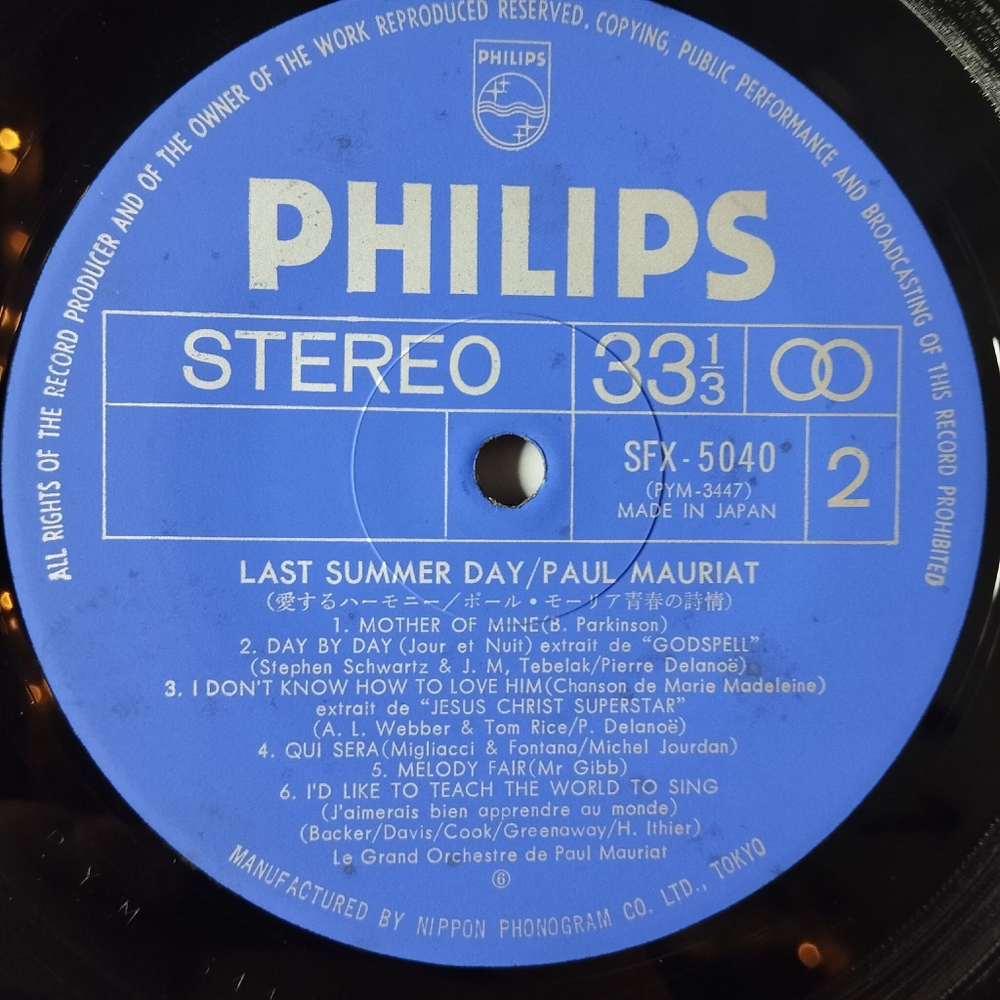 ALL RIGHTS OF THE RECORD PRODUCER AND OF THE OWNER OF THE WORK REPRODUCED RESERVED. COPYING, PUBLIC PERFORMANCE AND BROADCASTING OF THIS RECORD PROHIBITED
PHILIPS
PHILIPS
STEREO 33 1/3
SFX-5040
(PYM-3447)
MADE IN JAPAN
2
LAST SUMMER DAY/PAUL MAURIAT
(愛するハーモニー/ポール・モーリア青春の詩情)
1. MOTHER OF MINE(B. Parkinson)
2. DAY BY DAY (Jour et Nuit) extrait de "GODSPELL"
(Stephen Schwartz & J. M, Tebelak/Pierre Delanoë)
3. I DON'T KNOW HOW TO LOVE HIM(Chanson de Marie Madeleine)
extrait de "JESUS CHRIST SUPERSTAR"
(A. L. Webber & Tom Rice/P. Delanoë)
4. QUI SERA(Migliacci & Fontana/Michel Jourdan)
5. MELODY FAIR(Mr Gibb)
6. I'D LIKE TO TEACH THE WORLD TO SING
(J'aimerais bien apprendre au monde)
(Backer/Davis/Cook/Greenaway/H. Ithier)
Le Grand Orchestre de Paul Mauriat
⑥
MANUFACTURED BY NIPPON PHONOGRAM CO. LTD., TOKYO